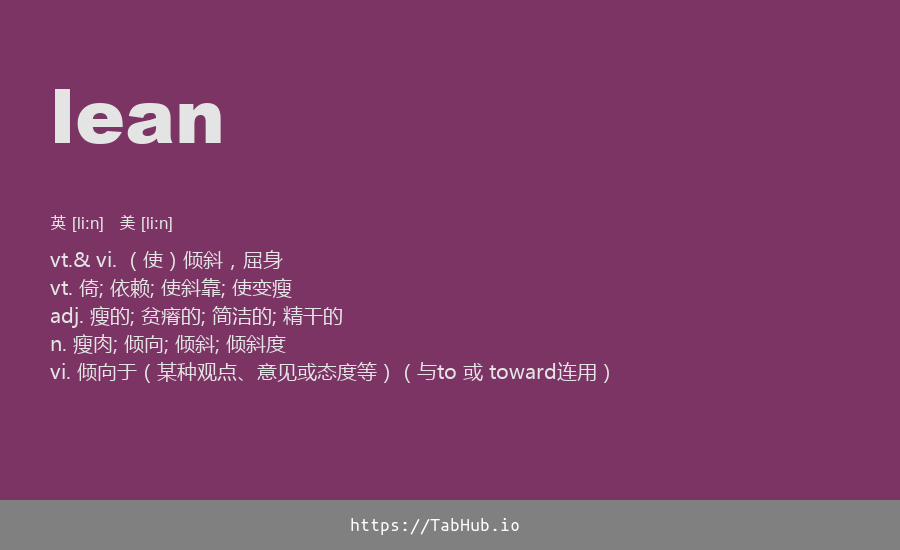 lean
英 [li:n] 美 [li:n]
vt.& vi. （使）倾斜，屈身
vt. 倚; 依赖; 使斜靠; 使变瘦
adj. 瘦的; 贫瘠的; 简洁的; 精干的
n. 瘦肉; 倾向; 倾斜; 倾斜度
vi. 倾向于（某种观点、意见或态度等）（与to 或 toward连用）
https://TabHub.io